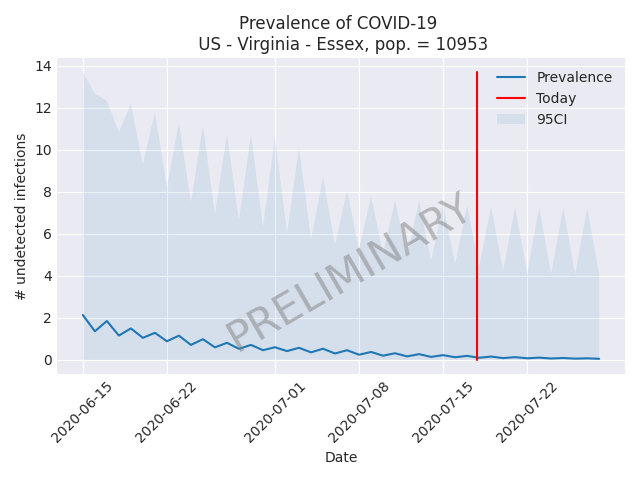 Prevalence of COVID-19
US - Virginia - Essex, pop. = 10953
14
12
10
8
6
4
2
0
# undetected infections
Prevalence
Today
95CI
PRELIMINARY
2020-06-15
2020-06-22
2020-07-01
2020-07-08
2020-07-15
2020-07-22
Date